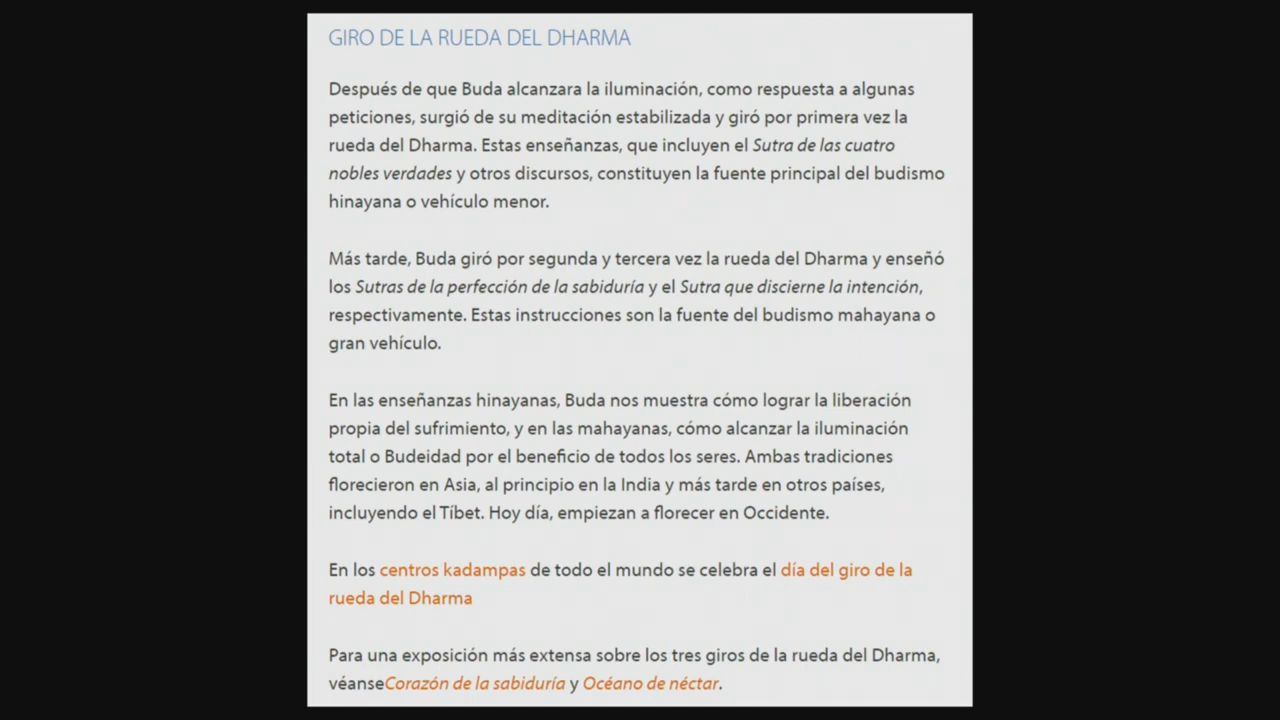 GIRO DE LA RUEDA DEL DHARMA
Después de que Buda alcanzara la iluminación, como respuesta a algunas
peticiones, surgió de su meditación estabilizada y giró por primera vez la
rueda del Dharma. Estas enseñanzas, que incluyen el Sutra de las cuatro
nobles verdades y otros discursos, constituyen la fuente principal del budismo
hinayana o vehículo menor.
Más tarde, Buda giró por segunda y tercera vez la rueda del Dharma y enseñó
los Sutras de la perfección de la sabiduría y el Sutra que discierne la intención,
respectivamente. Estas instrucciones son la fuente del budismo mahayana o
gran vehículo.
En las enseñanzas hinayanas, Buda nos muestra cómo lograr la liberación
propia del sufrimiento, y en las mahayanas, cómo alcanzar la iluminación
total o Budeidad por el beneficio de todos los seres. Ambas tradiciones
florecieron en Asia, al principio en la India y más tarde en otros países,
incluyendo el Tíbet. Hoy día, empiezan a florecer en Occidente.
En los centros kadampas de todo el mundo se celebra el día del giro de la
rueda del Dharma
Para una exposición más extensa sobre los tres giros de la rueda del Dharma,
véanseCorazón de la sabiduría y Océano de néctar.